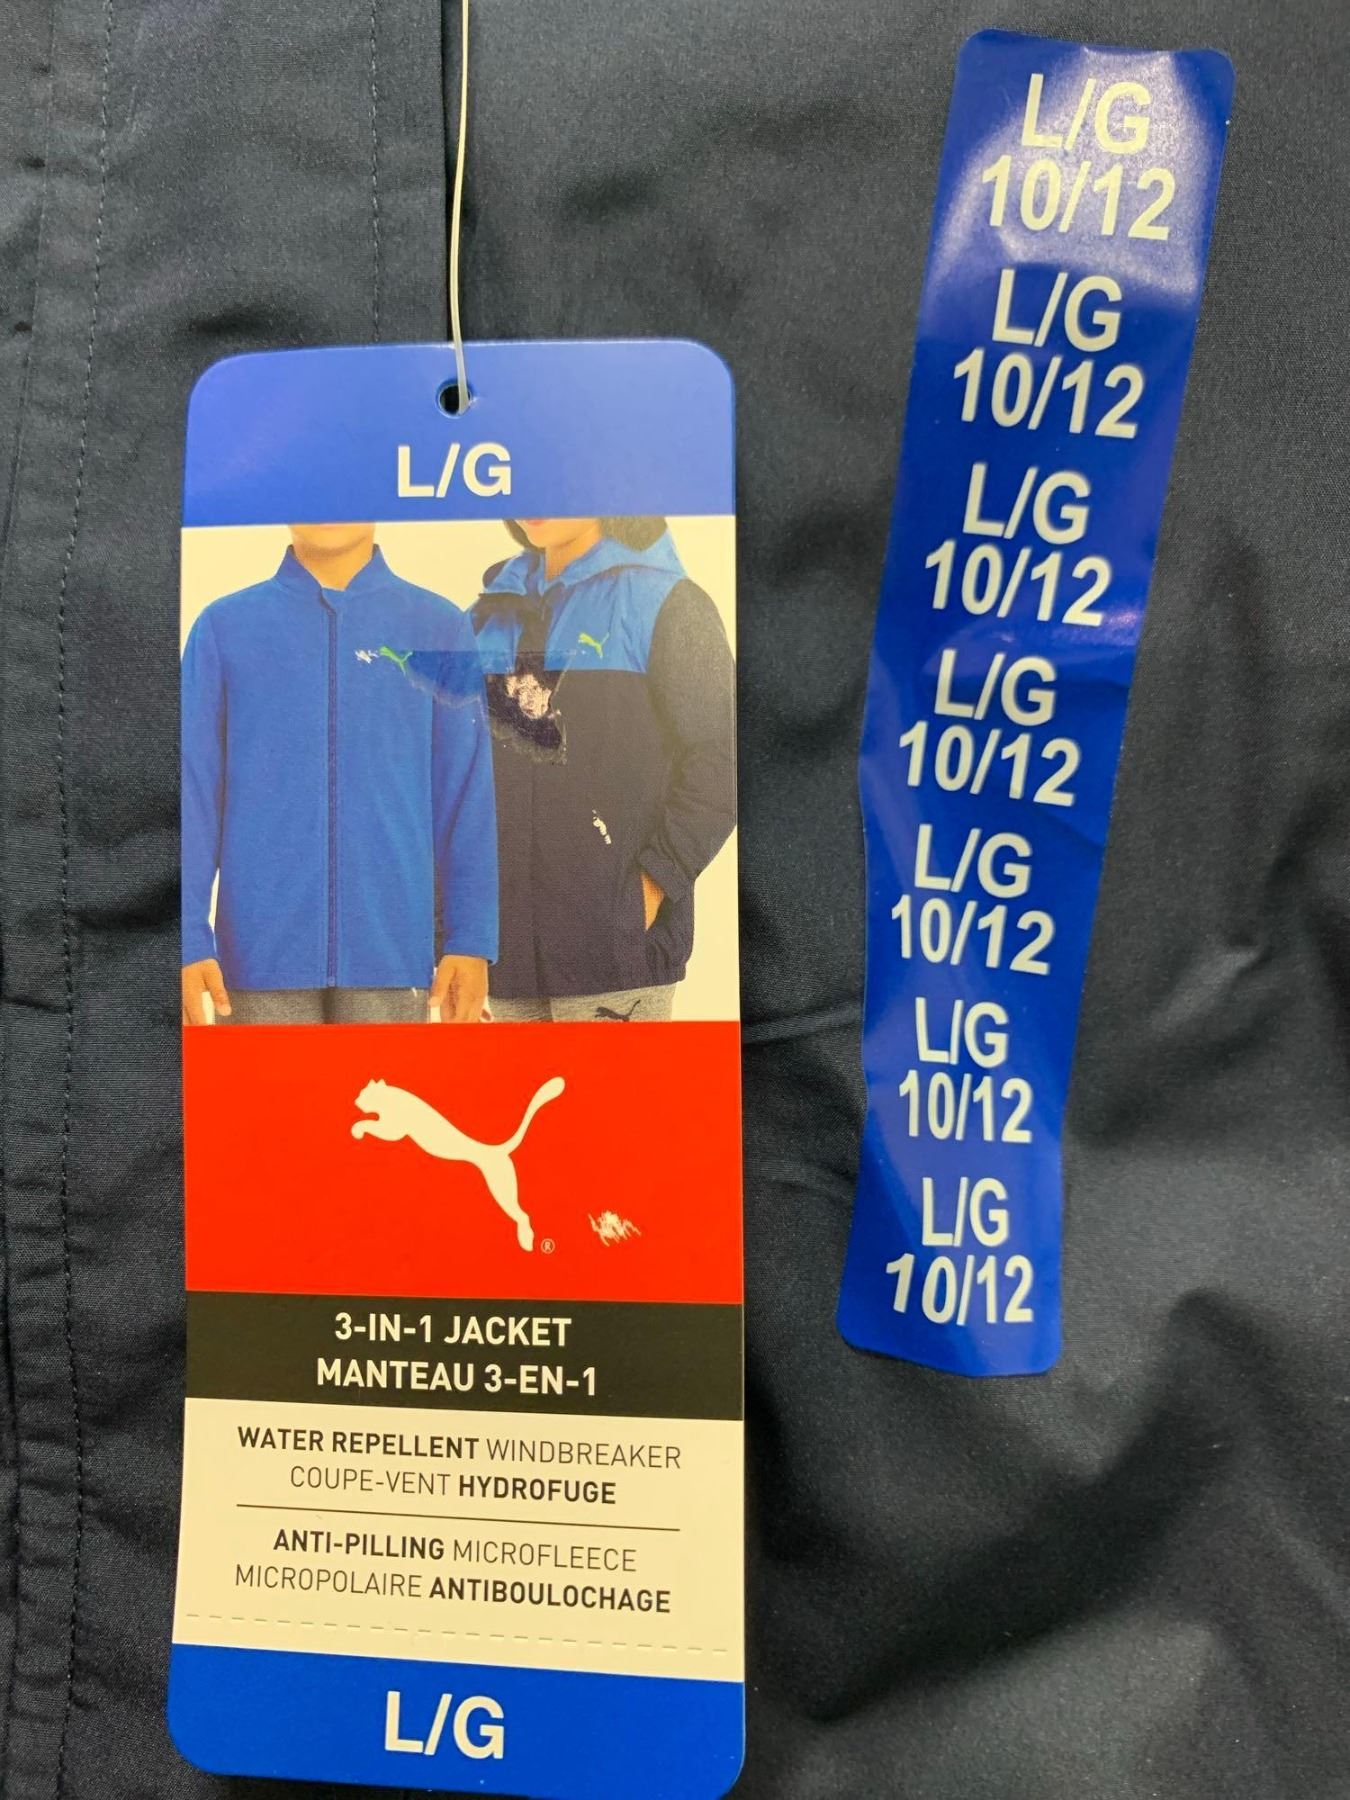 L/G
®
3-IN-1 JACKET
MANTEAU 3-EN-1
WATER REPELLENT WINDBREAKER
COUPE-VENT HYDROFUGE
ANTI-PILLING MICROFLEECE
MICROPOLAIRE ANTIBOULOCHAGE
L/G
L/G
10/12
L/G
10/12
L/G
10/12
L/G
10/12
L/G
10/12
L/G
10/12
L/G
10/12